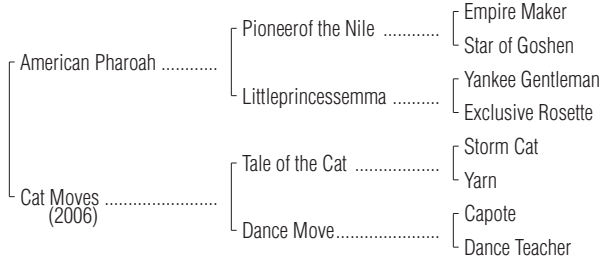 Empire Maker
Pioneerof the Nile ............
Star of Goshen
American Pharoah ............
Yankee Gentleman
Littleprincessemma ..........
Exclusive Rosette
Storm Cat
Tale of the Cat ..................
Yarn
Cat Moves ........................
(2006)
Capote
Dance Move......................
Dance Teacher